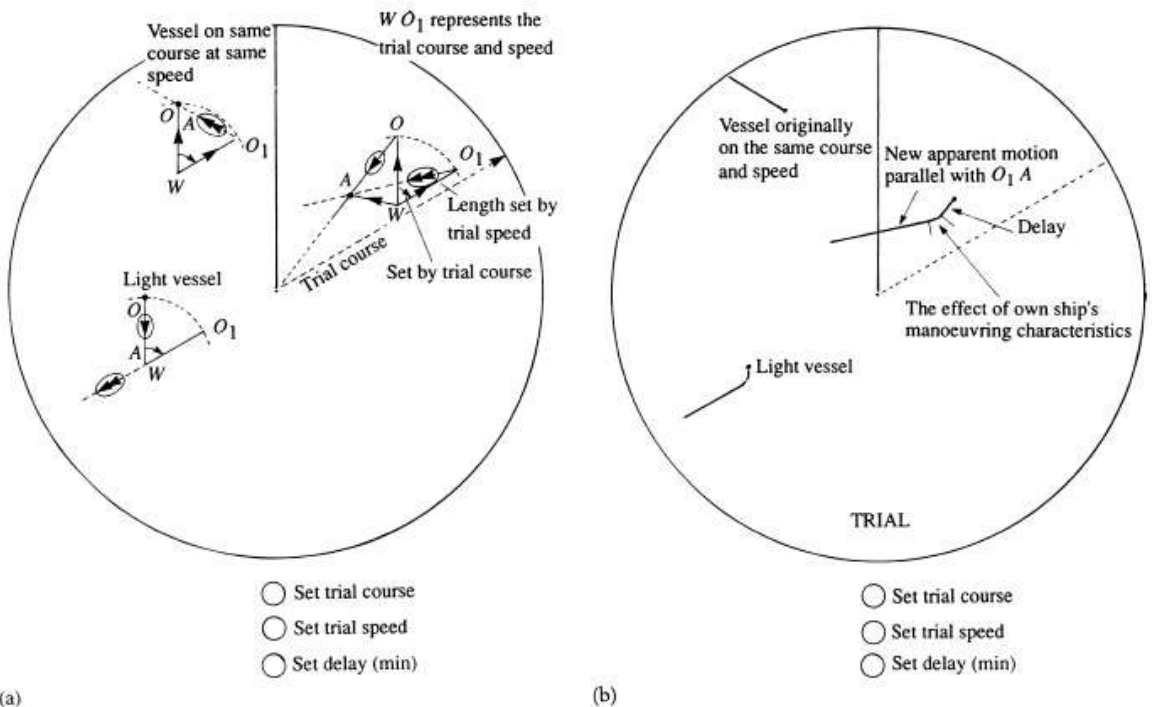 Vessel on same
course at same
speed
W O₁ represents the
trial course and speed
O
A
O₁
W
O
O₁
A
W
Length set by
trial speed
Set by trial course
Trial course
Light vessel
O
O₁
A
W
Set trial course
Set trial speed
Set delay (min)
(a)
Vessel originally
on the same course
and speed
New apparent motion
parallel with O₁ A
Delay
The effect of own ship's
manoeuvring characteristics
Light vessel
TRIAL
Set trial course
Set trial speed
Set delay (min)
(b)